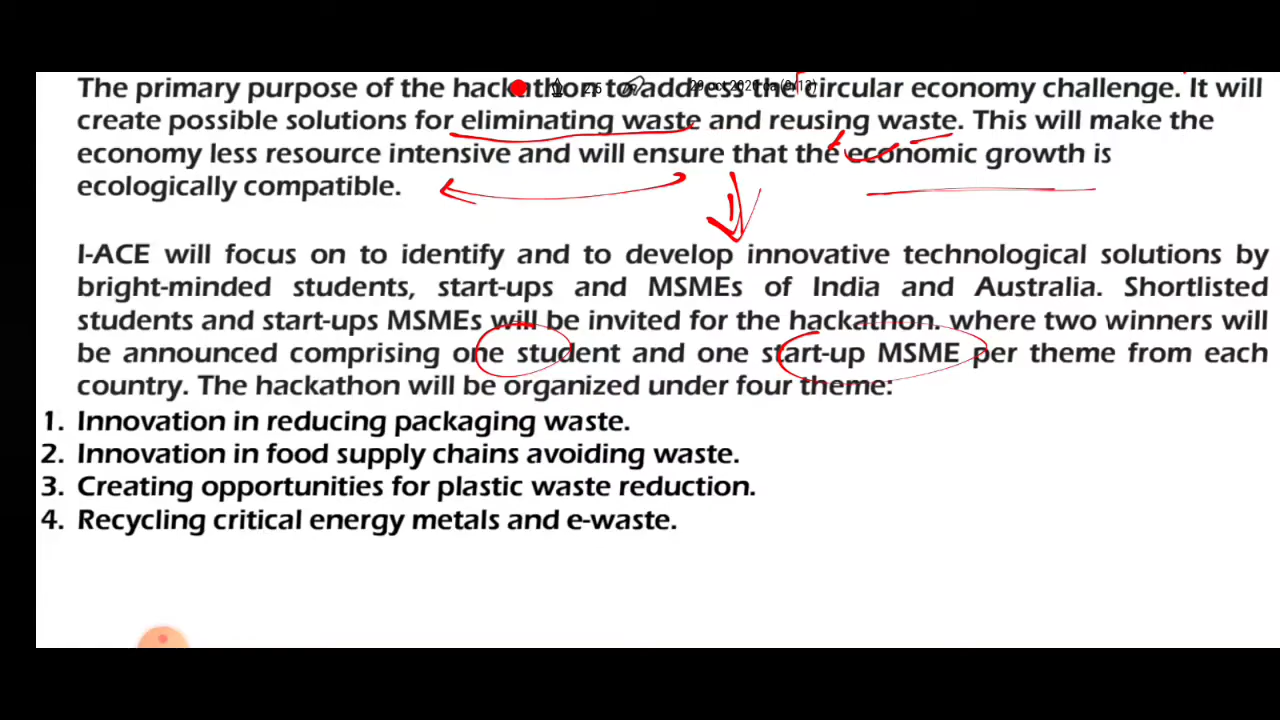 The primary purpose of the hackathon to address the circular economy challenge. It will
create possible solutions for eliminating waste and reusing waste. This will make the
economy less resource intensive and will ensure that the economic growth is
ecologically compatible.
I-ACE will focus on to identify and to develop innovative technological solutions by
bright-minded students, start-ups and MSMEs of India and Australia. Shortlisted
students and start-ups MSMEs will be invited for the hackathon. where two winners will
be announced comprising one student and one start-up MSME per theme from each
country. The hackathon will be organized under four theme:
1. Innovation in reducing packaging waste.
2. Innovation in food supply chains avoiding waste.
3. Creating opportunities for plastic waste reduction.
4. Recycling critical energy metals and e-waste.